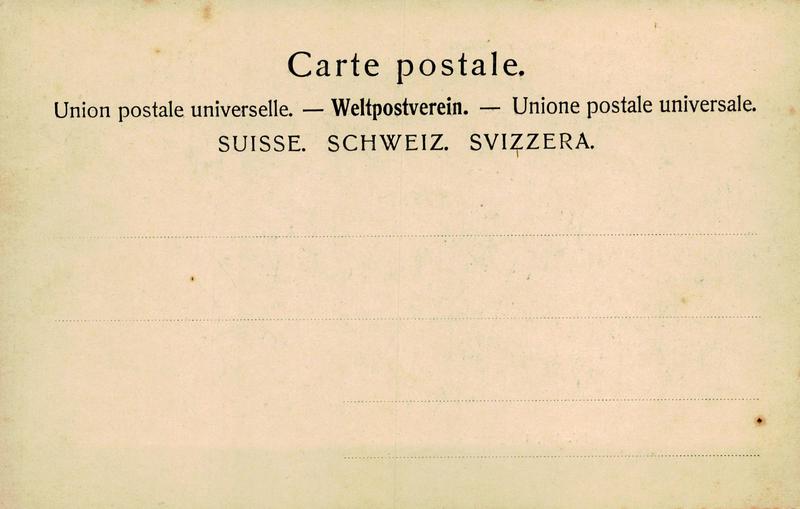 Carte postale.
Union postale universelle. — Weltpostverein. — Unione postale universale.
SUISSE. SCHWEIZ. SVIZZERA.